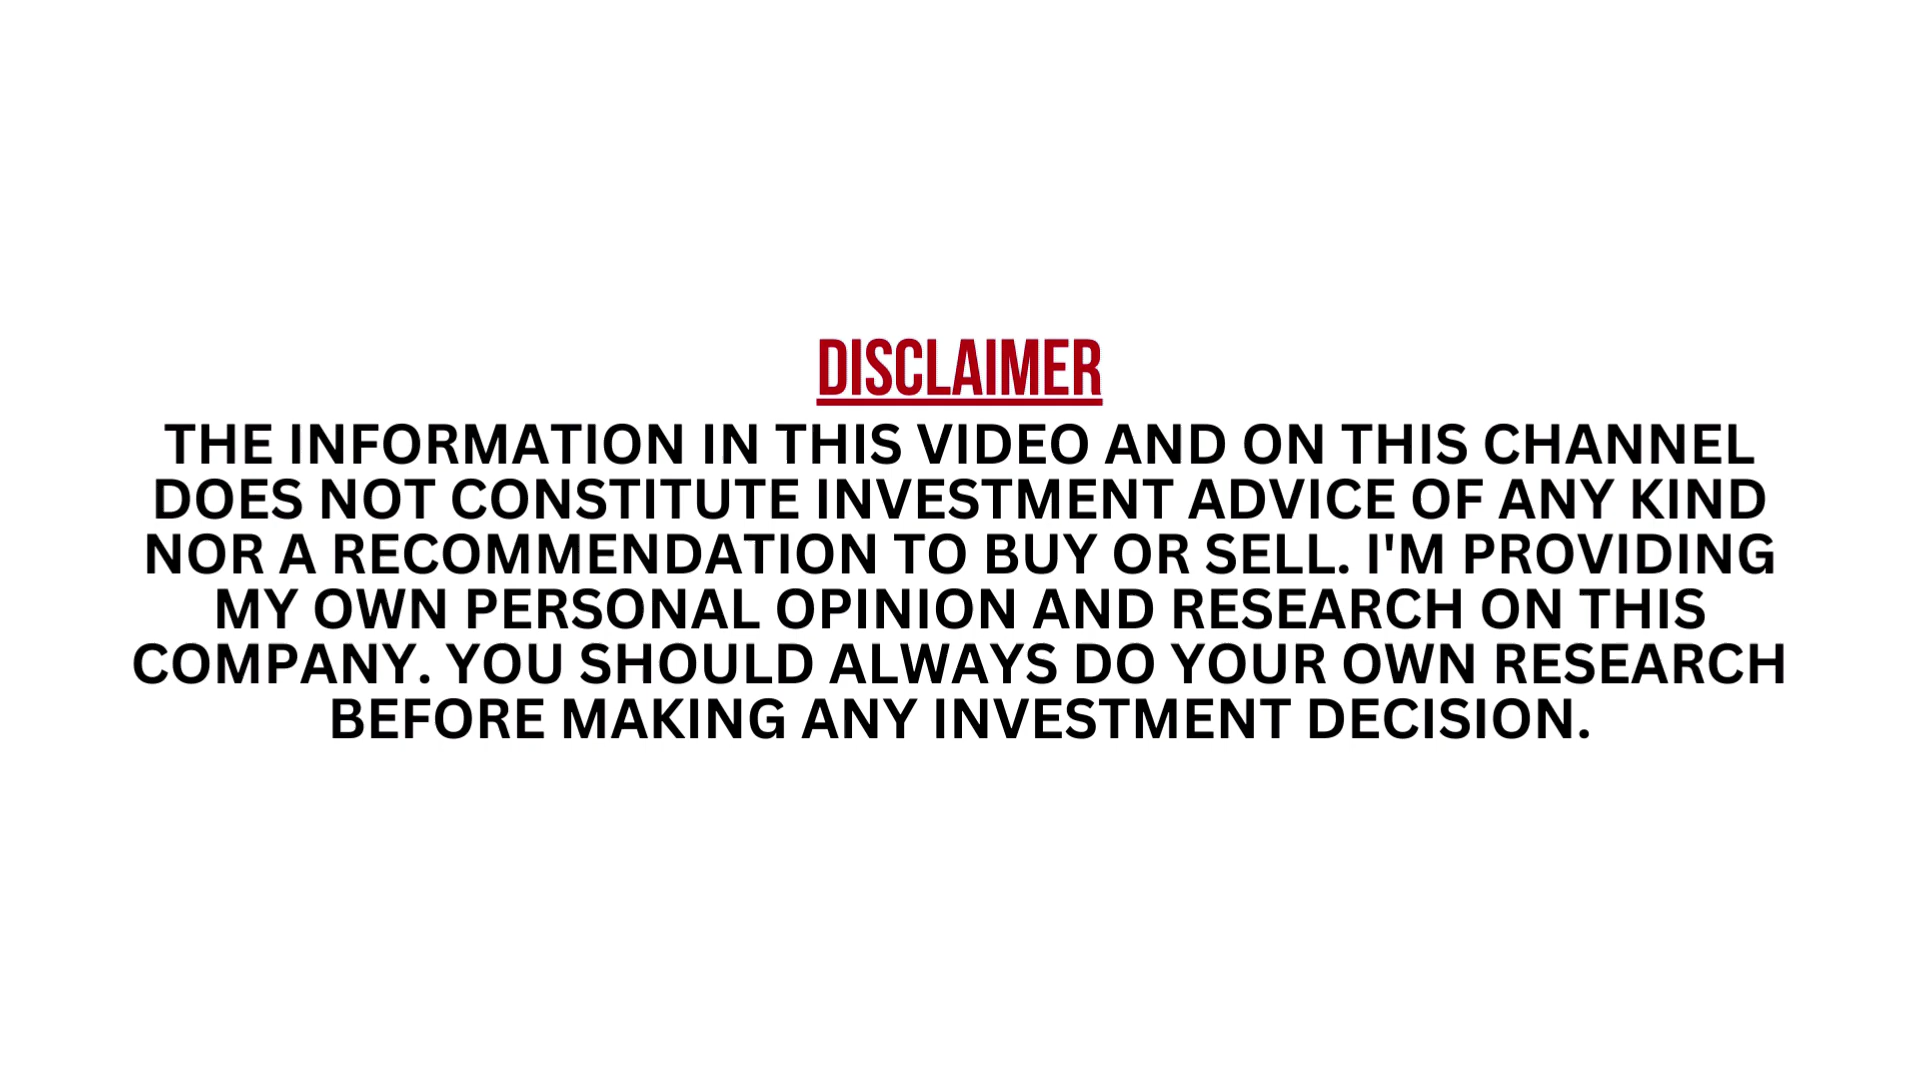 DISCLAIMER
THE INFORMATION IN THIS VIDEO AND ON THIS CHANNEL
DOES NOT CONSTITUTE INVESTMENT ADVICE OF ANY KIND
NOR A RECOMMENDATION TO BUY OR SELL. I'M PROVIDING
MY OWN PERSONAL OPINION AND RESEARCH ON THIS
COMPANY. YOU SHOULD ALWAYS DO YOUR OWN RESEARCH
BEFORE MAKING ANY INVESTMENT DECISION.